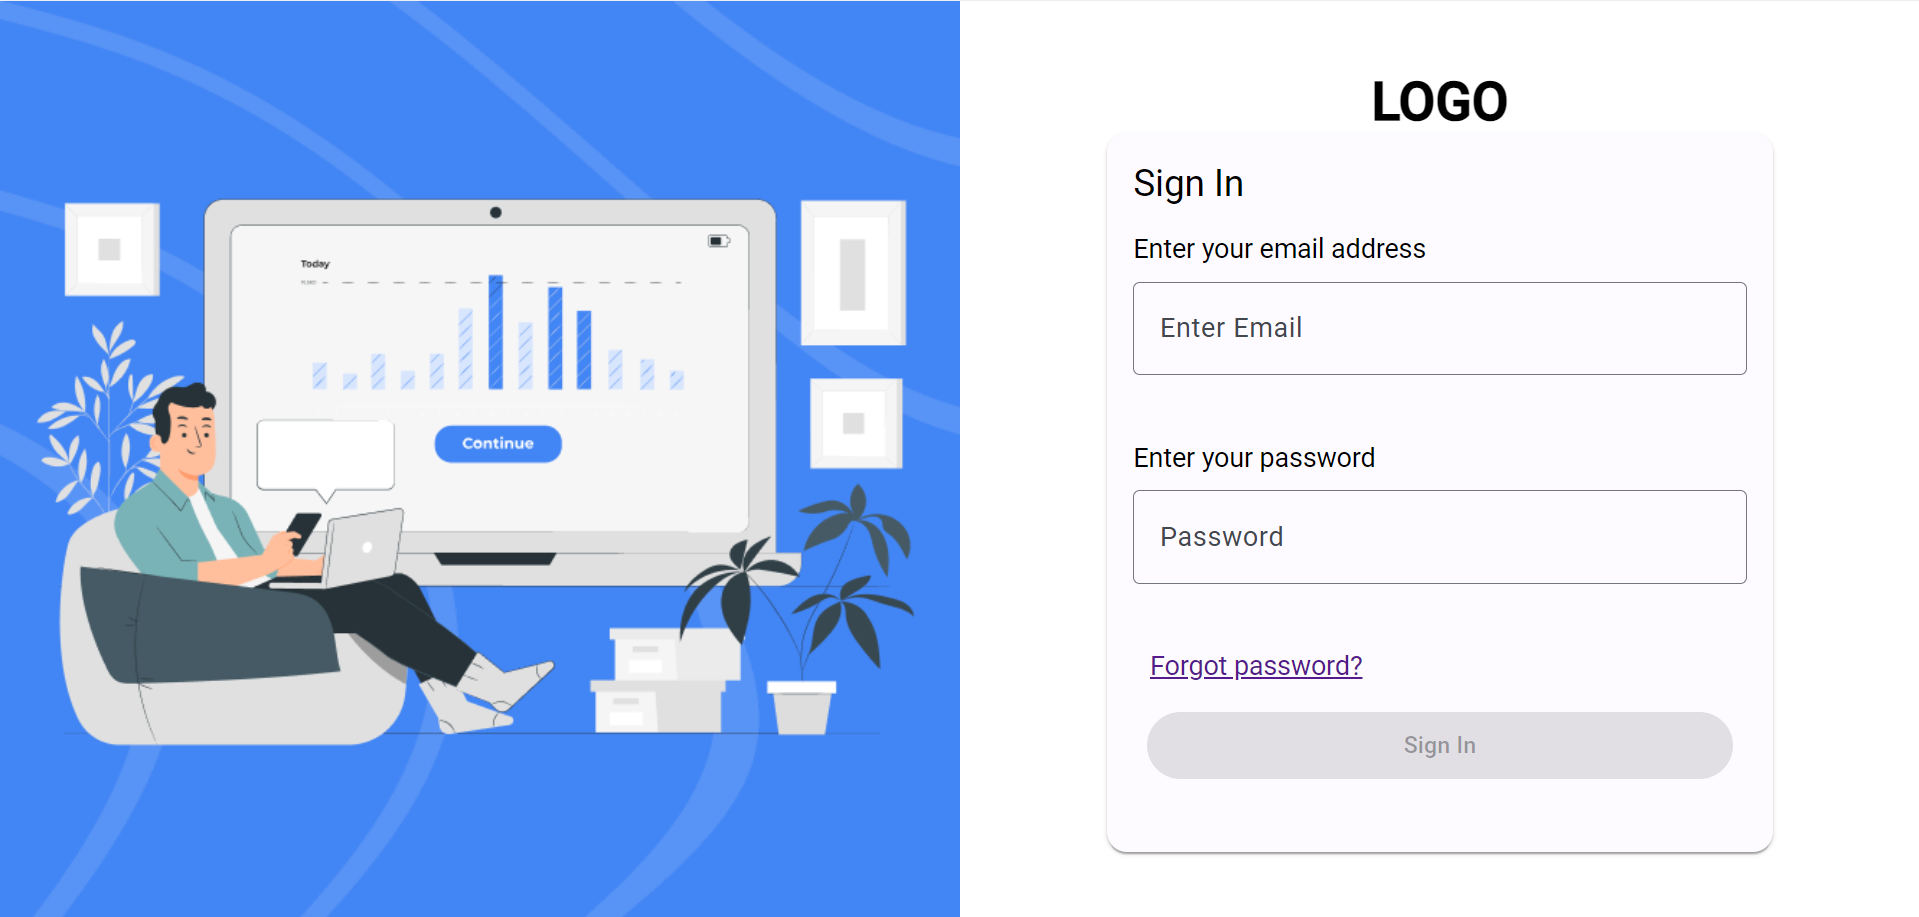 Today
Continue
LOGO
Sign In
Enter your email address
Enter Email
Enter your password
Password
Forgot password?
Sign In